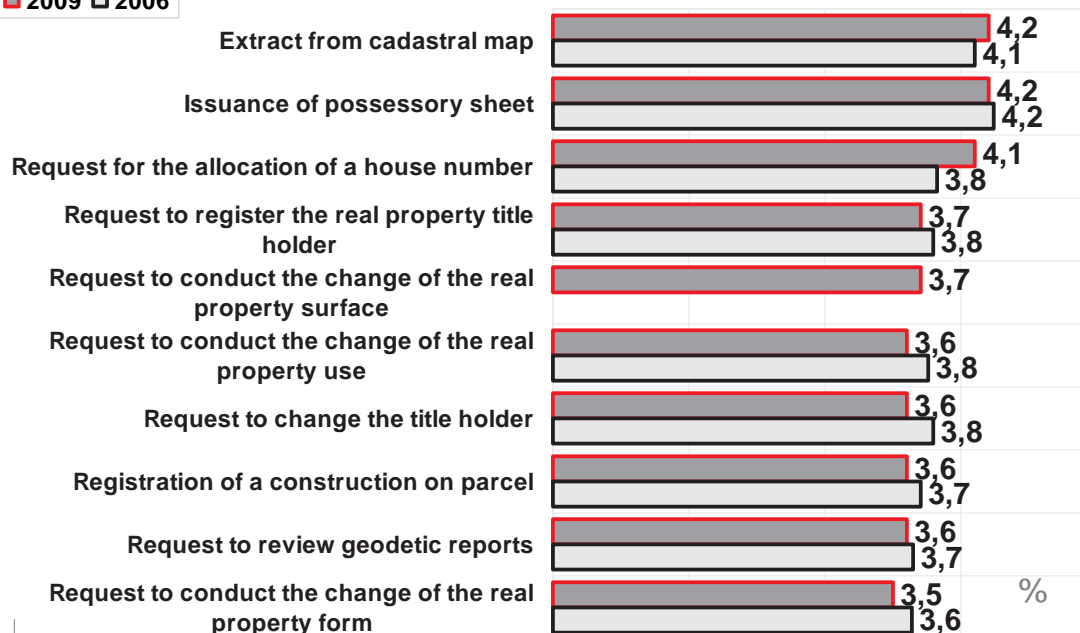 2009 2006
Extract from cadastral map
4,2
4,1
Issuance of possessory sheet
4,2
4,2
Request for the allocation of a house number
4,1
3,8
Request to register the real property title
holder
3,7
3,8
Request to conduct the change of the real
property surface
3,7
Request to conduct the change of the real
property use
3,6
3,8
Request to change the title holder
3,6
3,8
Registration of a construction on parcel
3,6
3,7
Request to review geodetic reports
3,6
3,7
Request to conduct the change of the real
property form
3,5
3,6
%